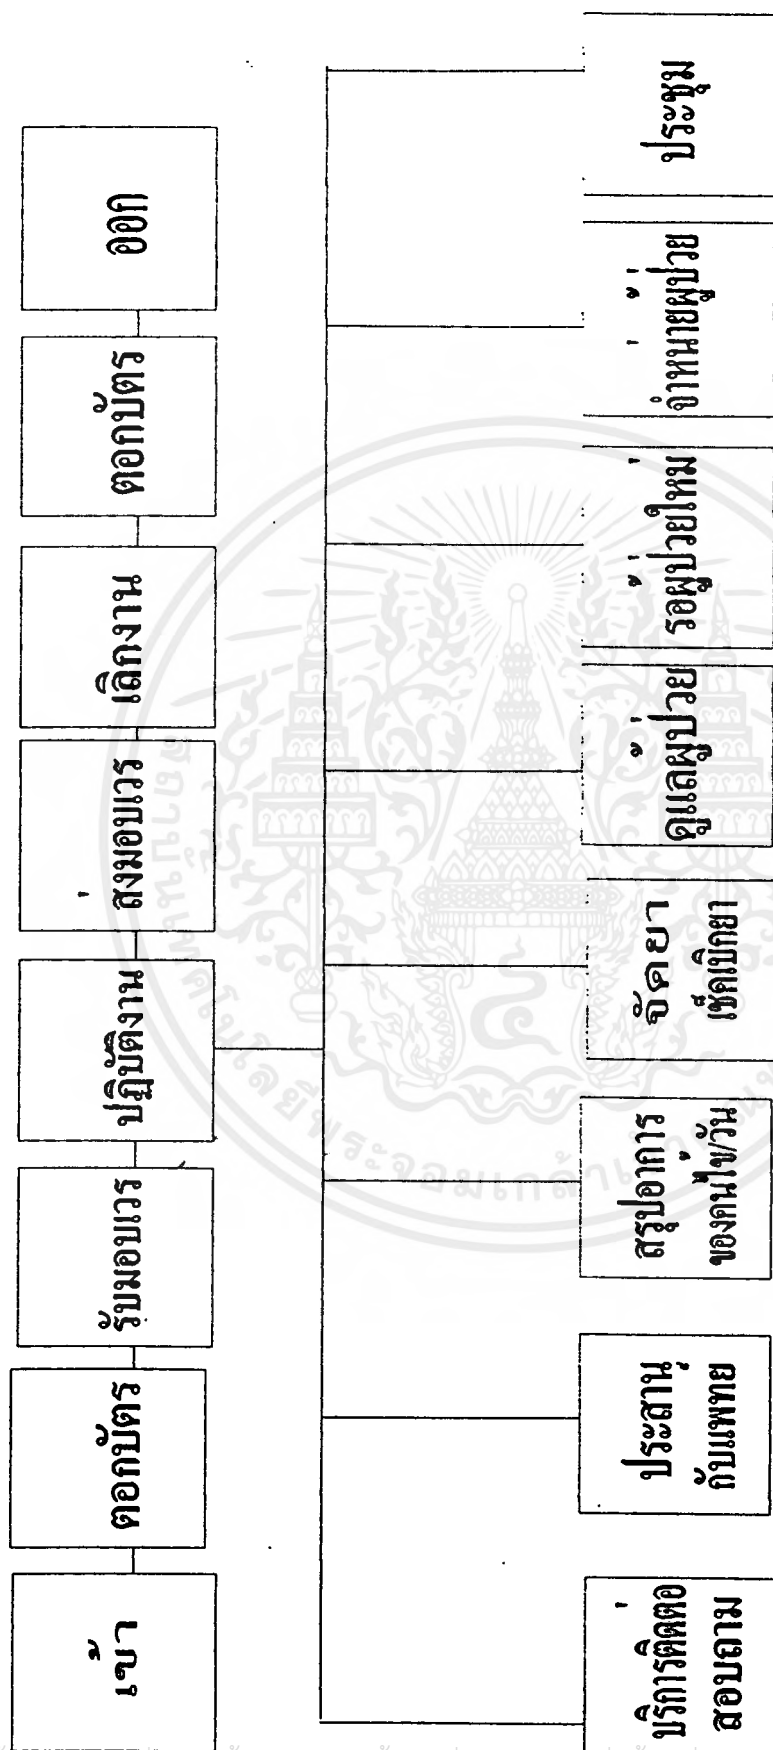 เข้า
ตอกบัตร
รับมอบเวร
ปฏิบัติงาน
ส่งมอบเวร
เลิกงาน
ตอกบัตร
ออก
บริการติดต่อ
สอบถาม
ประสานุ
กับแพทย
สรุปอาการ
ของคนไข้/วัน
จัดยา
เช็คเบิกยา
ดูแลผู้ป่วย
รอผู้ป่วยใหม่
จำหน่ายผู้ป่วย
ประชุม